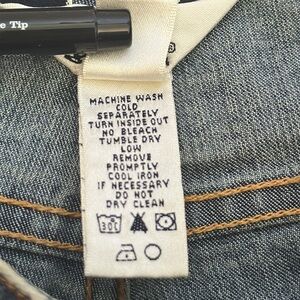 e Tip
MACHINE WASH
COLD
SEPARATELY
TURN INSIDE OUT
NO BLEACH
TUMBLE DRY
LOW
REMOVE
PROMPTLY
COOL IRON
IF NECESSARY
DO NOT
DRY CLEAN
30C